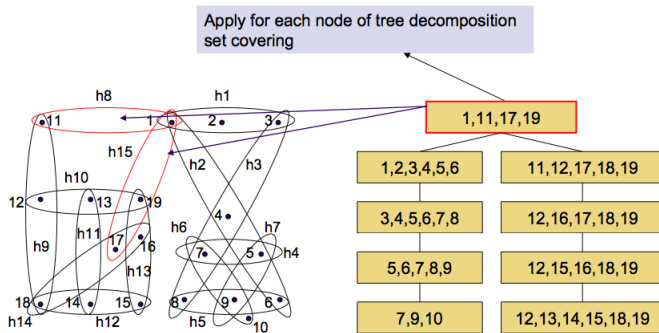 Apply for each node of tree decomposition
set covering
h8 h1
11 1 2 3
1,11,17,19
h15 h2 h3
1,2,3,4,5,6 11,12,17,18,19
h10
12 13 19
4
3,4,5,6,7,8 12,16,17,18,19
h9 h11 17 16 h6 h7
7 5 h4
h13
5,6,7,8,9 12,15,16,18,19
18 14 15 8 9 6
h14 h12 h5 10
7,9,10 12,13,14,15,18,19